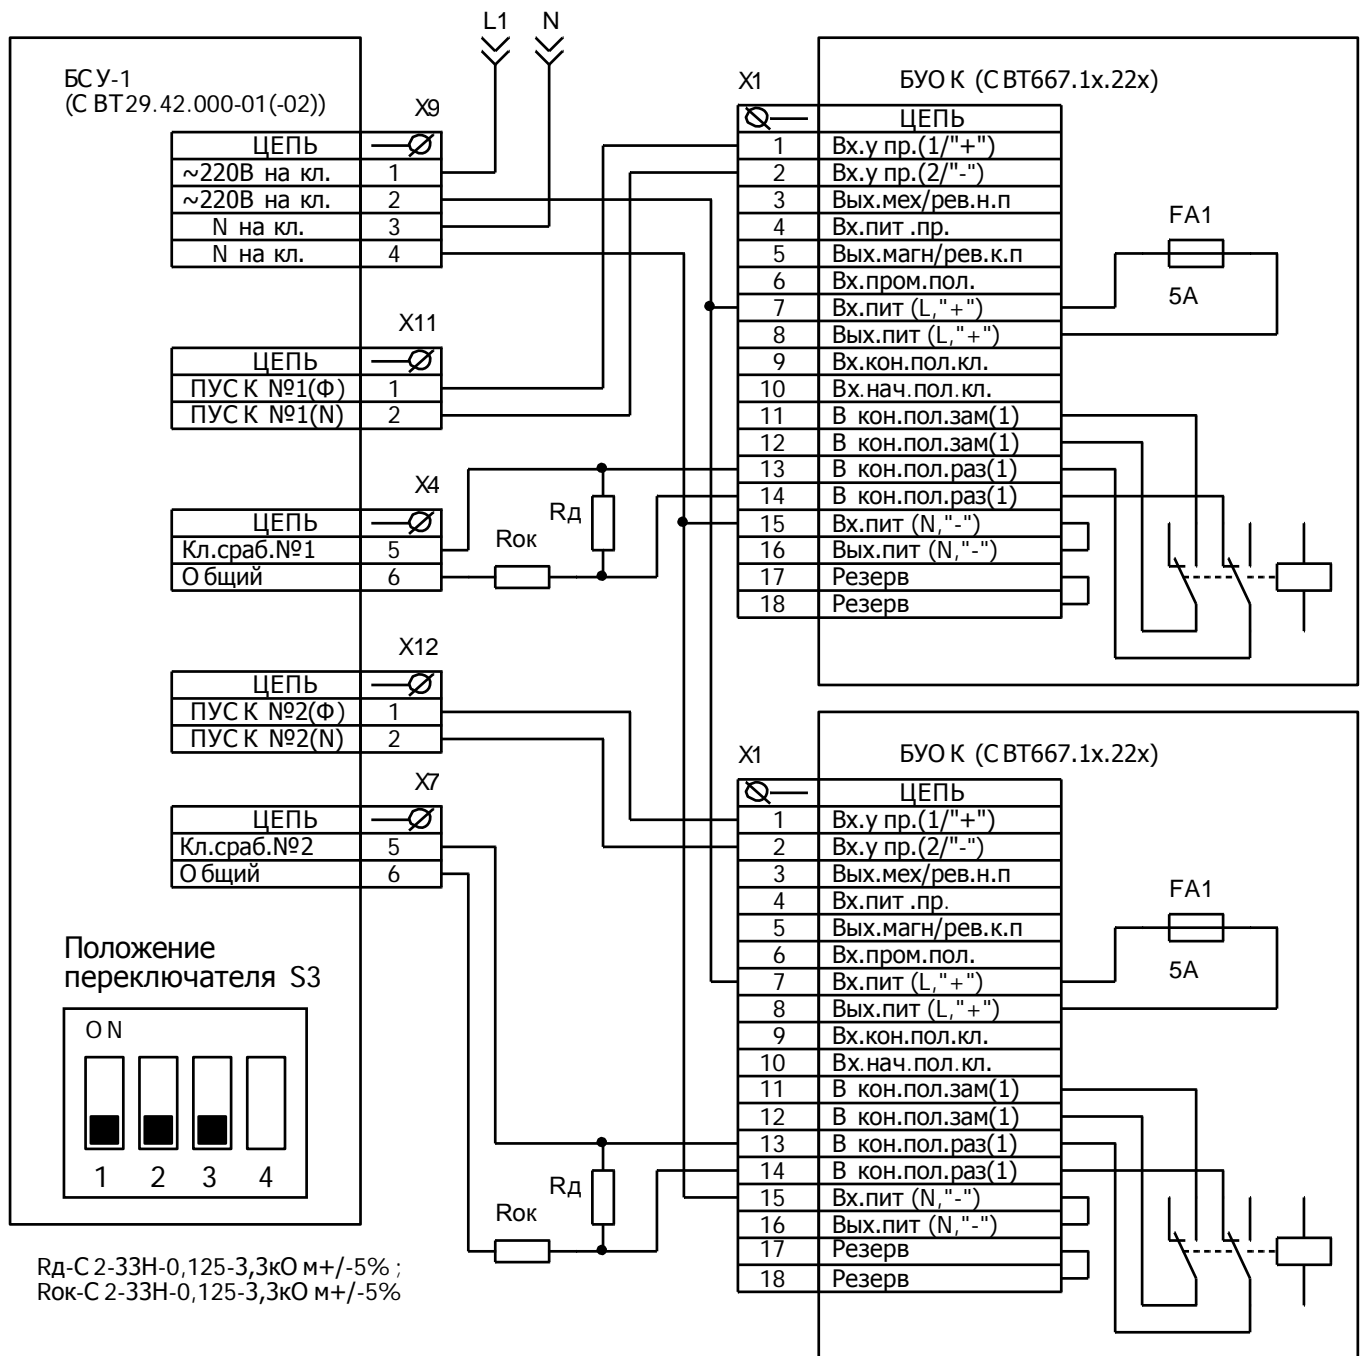 L1 N
БСУ-1
(СВТ29.42.000-01(-02))
X9
ЦЕПЬ
~220В на кл. 1
~220В на кл. 2
N на кл. 3
N на кл. 4
X11
ЦЕПЬ
ПУСК №1(Ф) 1
ПУСК №1(N) 2
X4
ЦЕПЬ
Кл.сраб.№1 5
Общий 6
Rок
Rд
X12
ЦЕПЬ
ПУСК №2(Ф) 1
ПУСК №2(N) 2
X7
ЦЕПЬ
Кл.сраб.№2 5
Общий 6
Rок
Rд
Положение
переключателя S3
ON
1 2 3 4
Rд-С2-33Н-0,125-3,3кОм+/-5% ;
Rок-С2-33Н-0,125-3,3кОм+/-5%
X1
БУОК (СВТ667.1х.22х)
ЦЕПЬ
1 Вх.упр.(1/"+")
2 Вх.упр.(2/"-")
3 Вых.мех/рев.н.п
4 Вх.пит.пр.
5 Вых.магн/рев.к.п
6 Вх.пром.пол.
7 Вх.пит (L,"+")
8 Вых.пит (L,"+")
9 Вх.кон.пол.кл.
10 Вх.нач.пол.кл.
11 В кон.пол.зам(1)
12 В кон.пол.зам(1)
13 В кон.пол.раз(1)
14 В кон.пол.раз(1)
15 Вх.пит (N,"-")
16 Вых.пит (N,"-")
17 Резерв
18 Резерв
FA1
5А
X1
БУОК (СВТ667.1х.22х)
ЦЕПЬ
1 Вх.упр.(1/"+")
2 Вх.упр.(2/"-")
3 Вых.мех/рев.н.п
4 Вх.пит.пр.
5 Вых.магн/рев.к.п
6 Вх.пром.пол.
7 Вх.пит (L,"+")
8 Вых.пит (L,"+")
9 Вх.кон.пол.кл.
10 Вх.нач.пол.кл.
11 В кон.пол.зам(1)
12 В кон.пол.зам(1)
13 В кон.пол.раз(1)
14 В кон.пол.раз(1)
15 Вх.пит (N,"-")
16 Вых.пит (N,"-")
17 Резерв
18 Резерв
FA1
5А